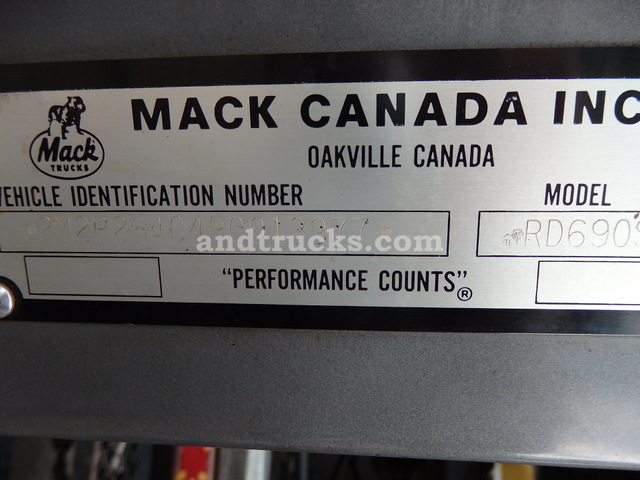 MACK CANADA INC
Mack
TRUCKS
OAKVILLE CANADA
VEHICLE IDENTIFICATION NUMBER
MODEL
andtrucks.com
RD690S
"PERFORMANCE COUNTS"®